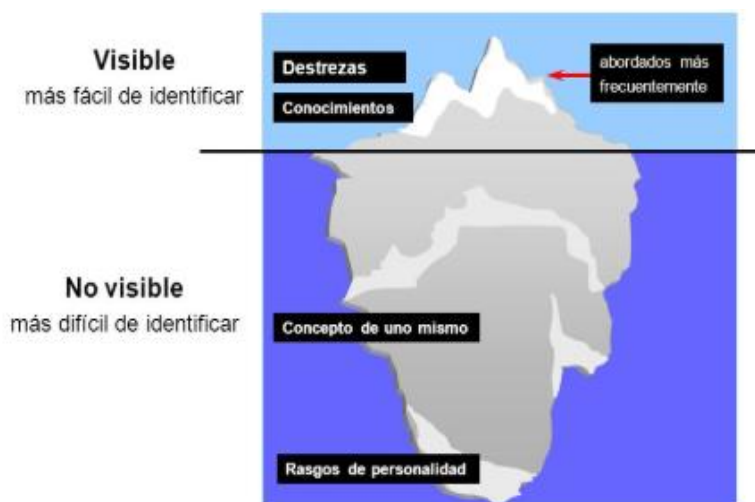 Visible
más fácil de identificar
Destrezas
Conocimientos
abordados más
frecuentemente
No visible
más difícil de identificar
Concepto de uno mismo
Rasgos de personalidad